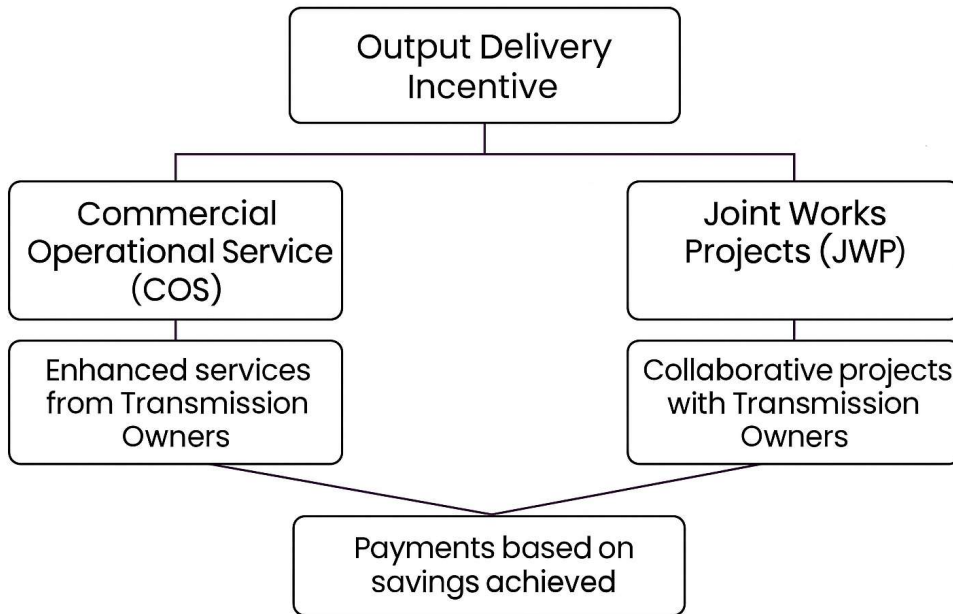 Output Delivery
Incentive
Commercial
Operational Service
(COS)
Joint Works
Projects (JWP)
Enhanced services
from Transmission
Owners
Collaborative projects
with Transmission
Owners
Payments based on
savings achieved